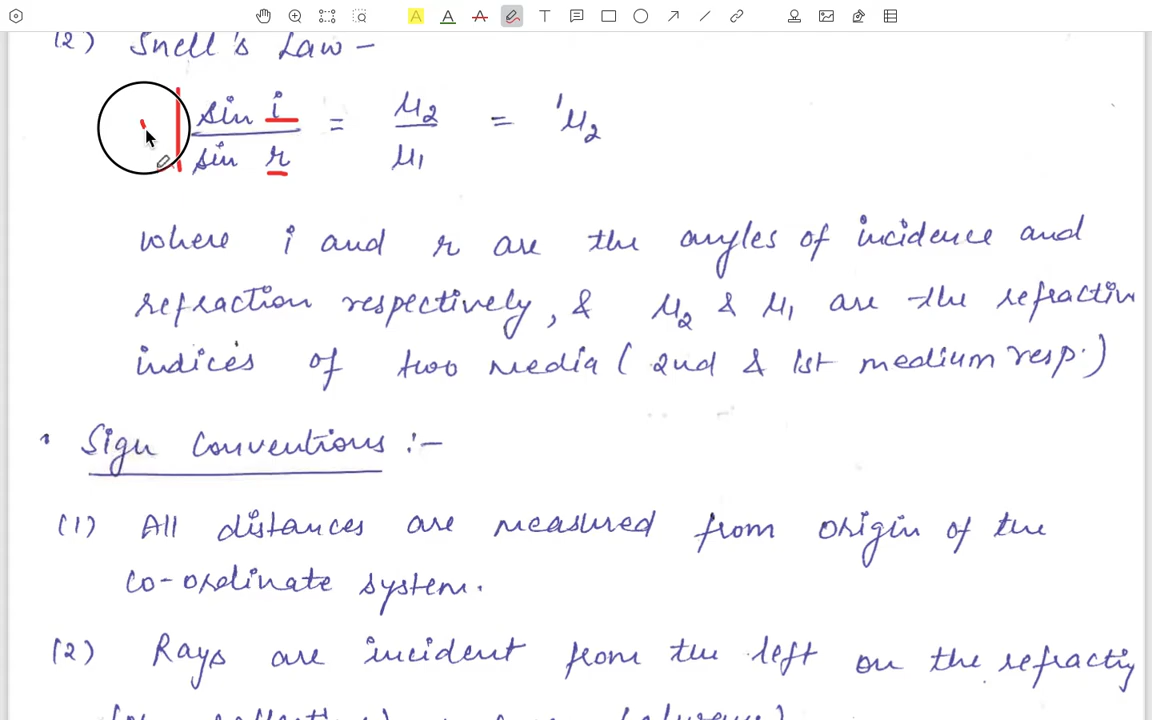 (2) Snell's Law –
sin i / sin r = μ2 / μ1 = ¹μ2
where i and r are the angles of incidence and
refraction respectively, & μ2 & μ1 are the refractiv
indices of two media ( 2nd & 1st medium resp. )
Sign Conventions :–
(1) All distances are measured from origin of the
co-ordinate system.
(2) Rays are incident from the left on the refractig